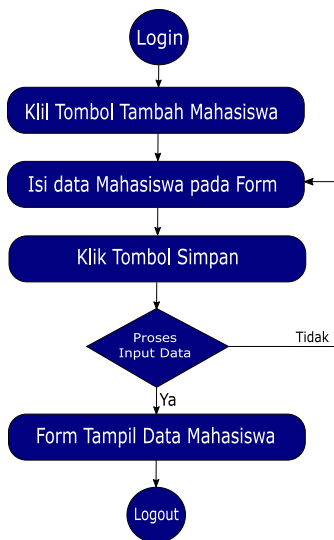 Login
Klil Tombol Tambah Mahasiswa
Isi data Mahasiswa pada Form
Klik Tombol Simpan
Proses
Input Data
Tidak
Ya
Form Tampil Data Mahasiswa
Logout